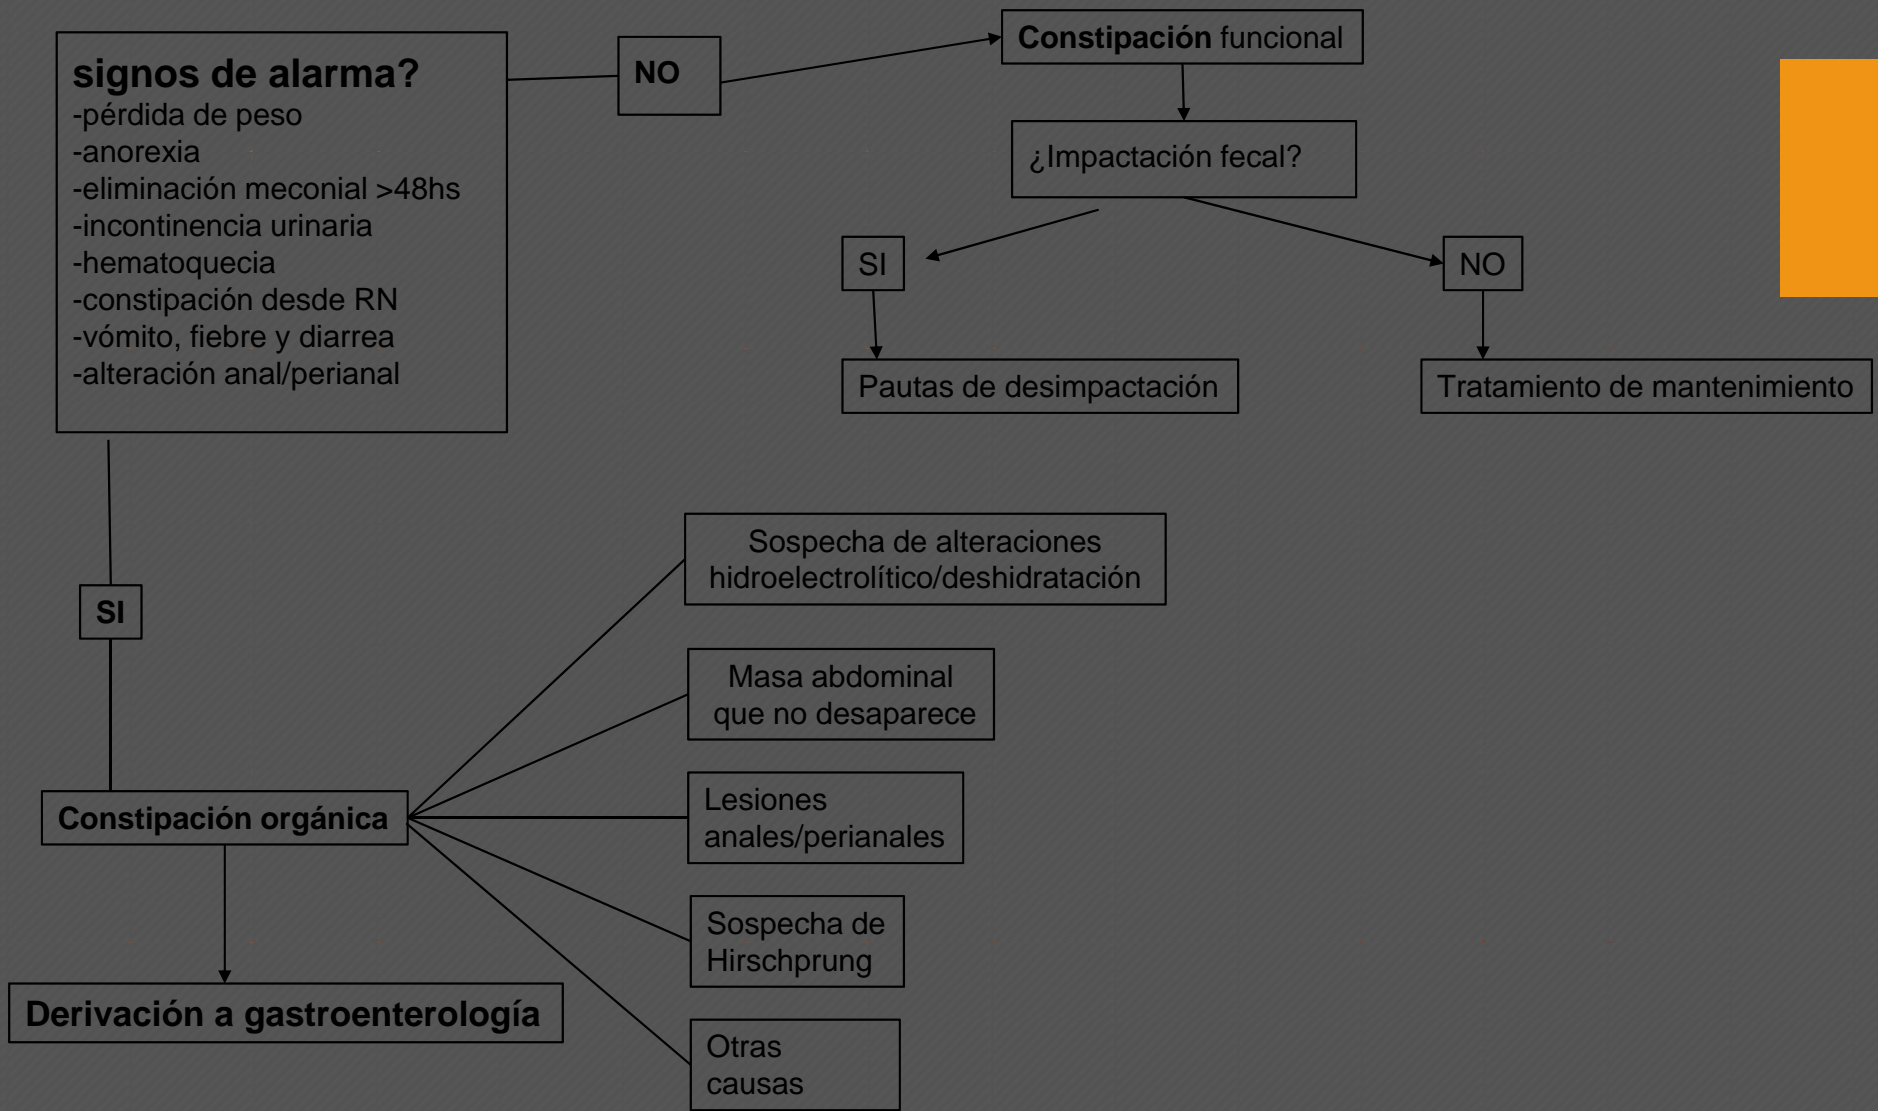 signos de alarma?
-pérdida de peso
-anorexia
-eliminación meconial >48hs
-incontinencia urinaria
-hematoquecia
-constipación desde RN
-vómito, fiebre y diarrea
-alteración anal/perianal
NO
Constipación funcional
¿Impactación fecal?
SI
NO
Pautas de desimpactación
Tratamiento de mantenimiento
SI
Constipación orgánica
Derivación a gastroenterología
Sospecha de alteraciones
hidroelectrolítico/deshidratación
Masa abdominal
que no desaparece
Lesiones
anales/perianales
Sospecha de
Hirschprung
Otras
causas